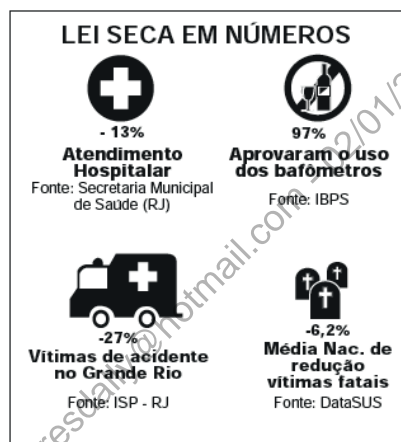 LEI SECA EM NÚMEROS
- 13%
Atendimento
Hospitalar
Fonte: Secretaria Municipal
de Saúde (RJ)
97%
Aprovaram o uso
dos bafômetros
Fonte: IBPS
-27%
Vítimas de acidente
no Grande Rio
Fonte: ISP - RJ
-6,2%
Média Nac. de
redução
vítimas fatais
Fonte: DataSUS